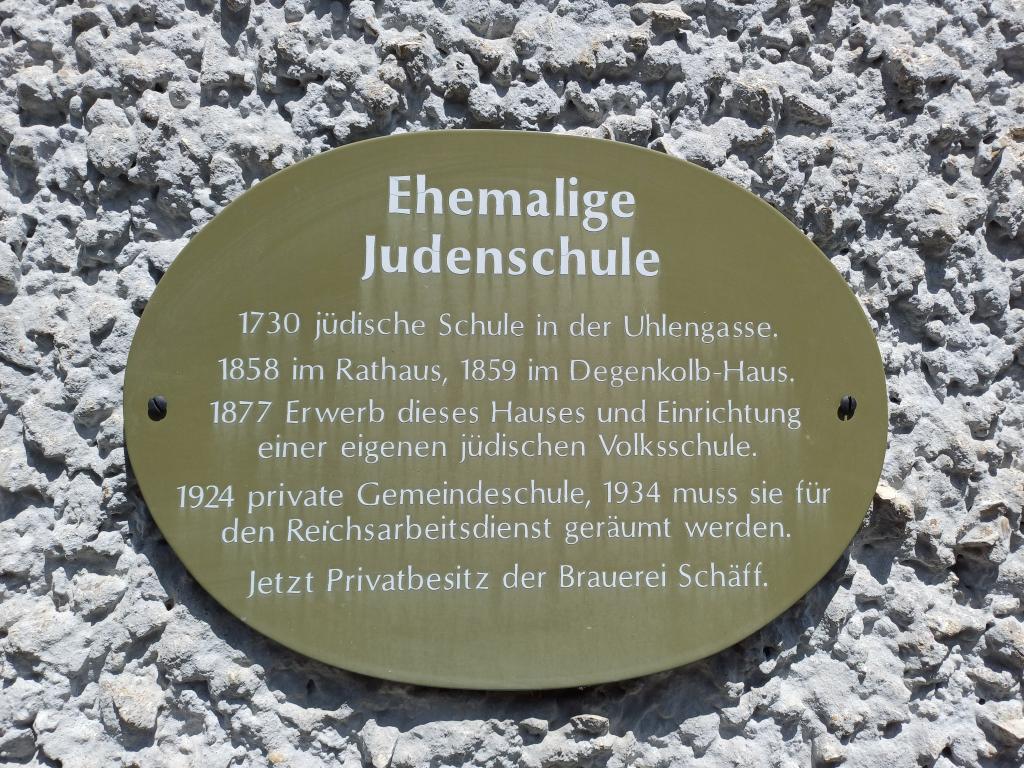 Ehemalige
Judenschule
1730 jüdische Schule in der Uhlengasse.
1858 im Rathaus, 1859 im Degenkolb-Haus.
1877 Erwerb dieses Hauses und Einrichtung
einer eigenen jüdischen Volksschule.
1924 private Gemeindeschule, 1934 muss sie für
den Reichsarbeitsdienst geräumt werden.
Jetzt Privatbesitz der Brauerei Schäff.